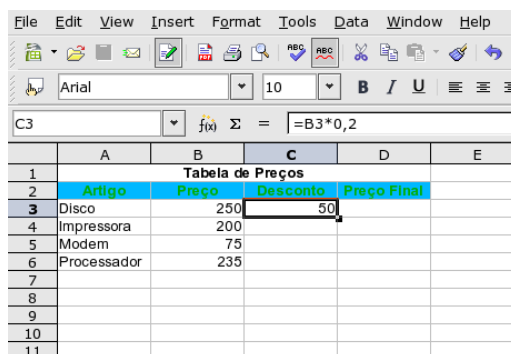 File Edit View Insert Format Tools Data Window Help
ABC ABC
Arial 10 B I U
C3 f(x) Σ = =B3*0,2
A B C D E
1 Tabela de Preços
2 Artigo Preço Desconto Preço Final
3 Disco 250 50
4 Impressora 200
5 Modem 75
6 Processador 235
7
8
9
10
11